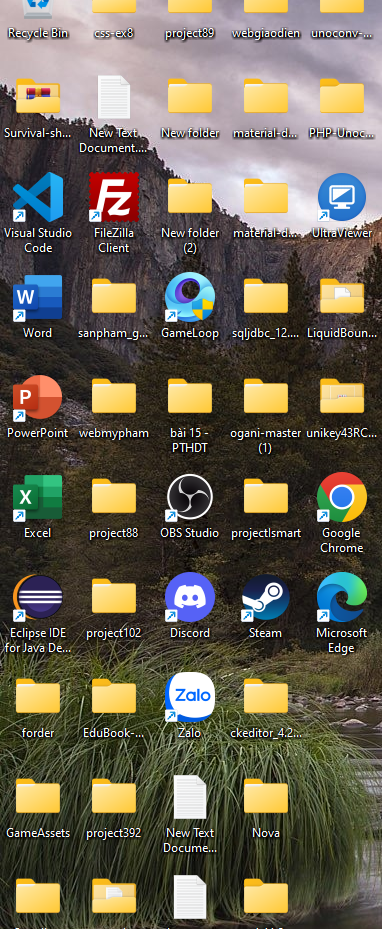 Recycle Bin
css-ex8
project89
webgiaodien
unoconv-...
Survival-sh...
New Text
Document....
New folder
material-d...
PHP-Unoc...
Visual Studio
Code
FileZilla
Client
New folder
(2)
material-d...
UltraViewer
Word
sanpham_g...
GameLoop
sqljdbc_12....
LiquidBoun...
PowerPoint
webmypham
bài 15 -
PTHDT
ogani-master
(1)
unikey43RC...
Excel
project88
OBS Studio
projectlsmart
Google
Chrome
Eclipse IDE
for Java De...
project102
Discord
Steam
Microsoft
Edge
forder
EduBook-...
Zalo
Zalo
ckeditor_4.2...
GameAssets
project392
New Text
Docume...
Nova